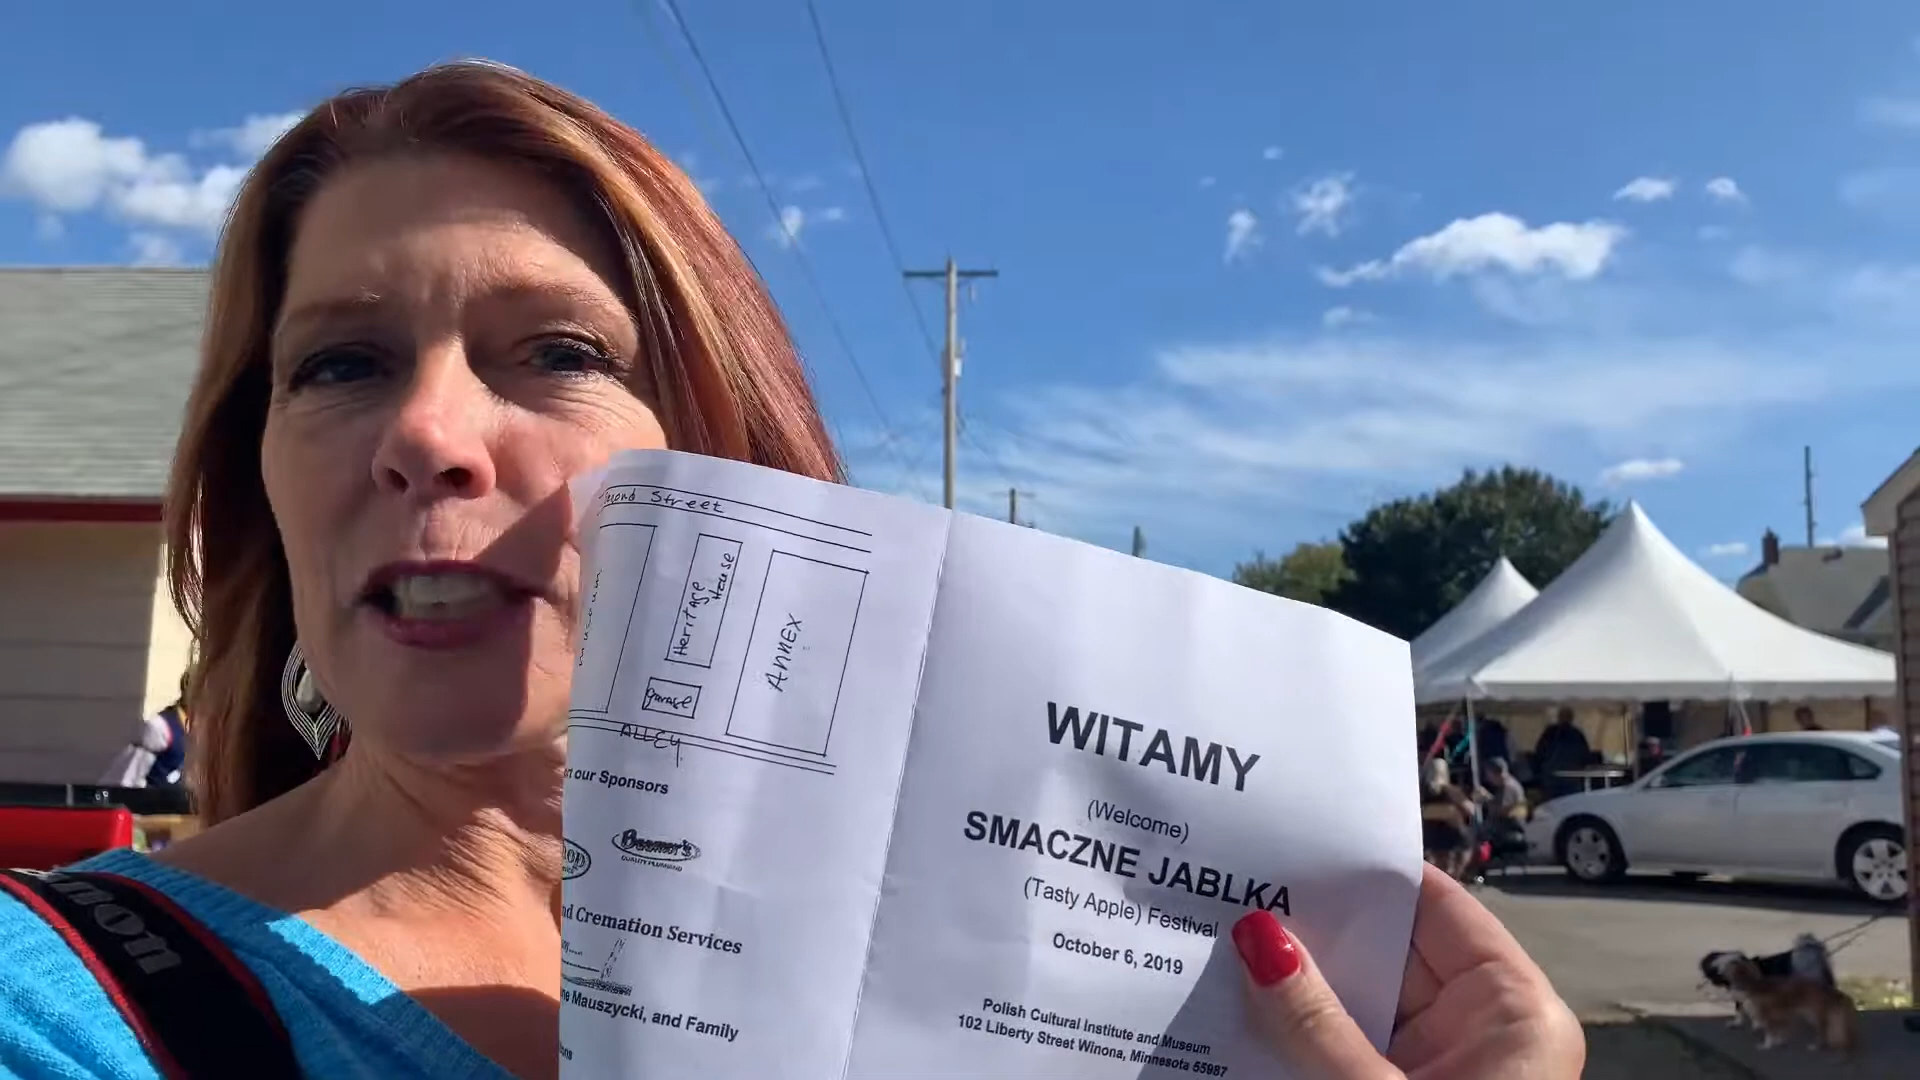 Second Street
museum
Heritage
House
Annex
garage
ALLEY
our Sponsors
Beemer's
QUALITY PLUMBING
Cremation Services
Mauszycki, and Family
WITAMY
(Welcome)
SMACZNE JABLKA
(Tasty Apple) Festival
October 6, 2019
Polish Cultural Institute and Museum
102 Liberty Street Winona, Minnesota 55987